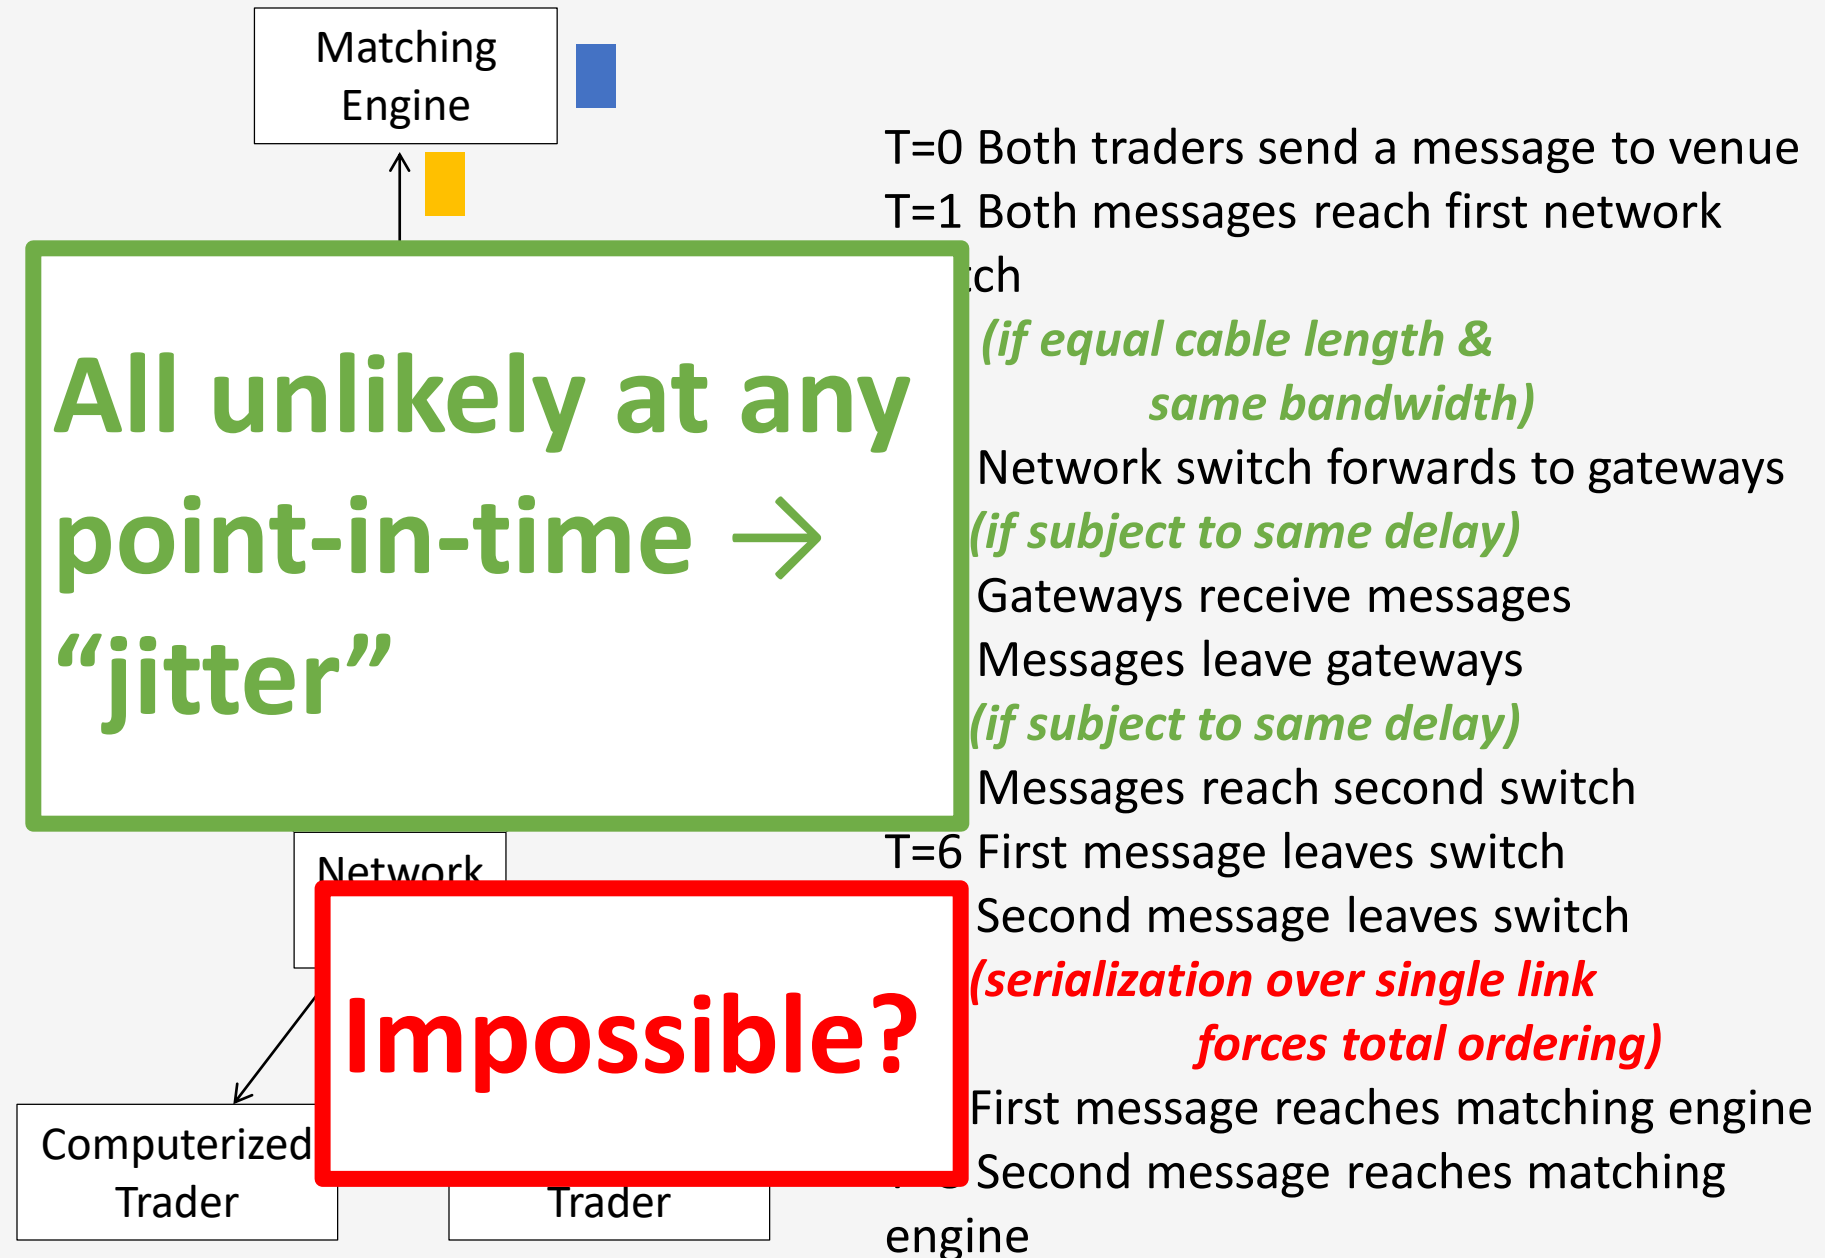 Matching
Engine
All unlikely at any
point-in-time →
“jitter”
Network
Impossible?
Computerized
Trader
Trader
T=0 Both traders send a message to venue
T=1 Both messages reach first network
tch
(if equal cable length &
same bandwidth)
Network switch forwards to gateways
(if subject to same delay)
Gateways receive messages
Messages leave gateways
(if subject to same delay)
Messages reach second switch
T=6 First message leaves switch
Second message leaves switch
(serialization over single link
forces total ordering)
First message reaches matching engine
Second message reaches matching
engine